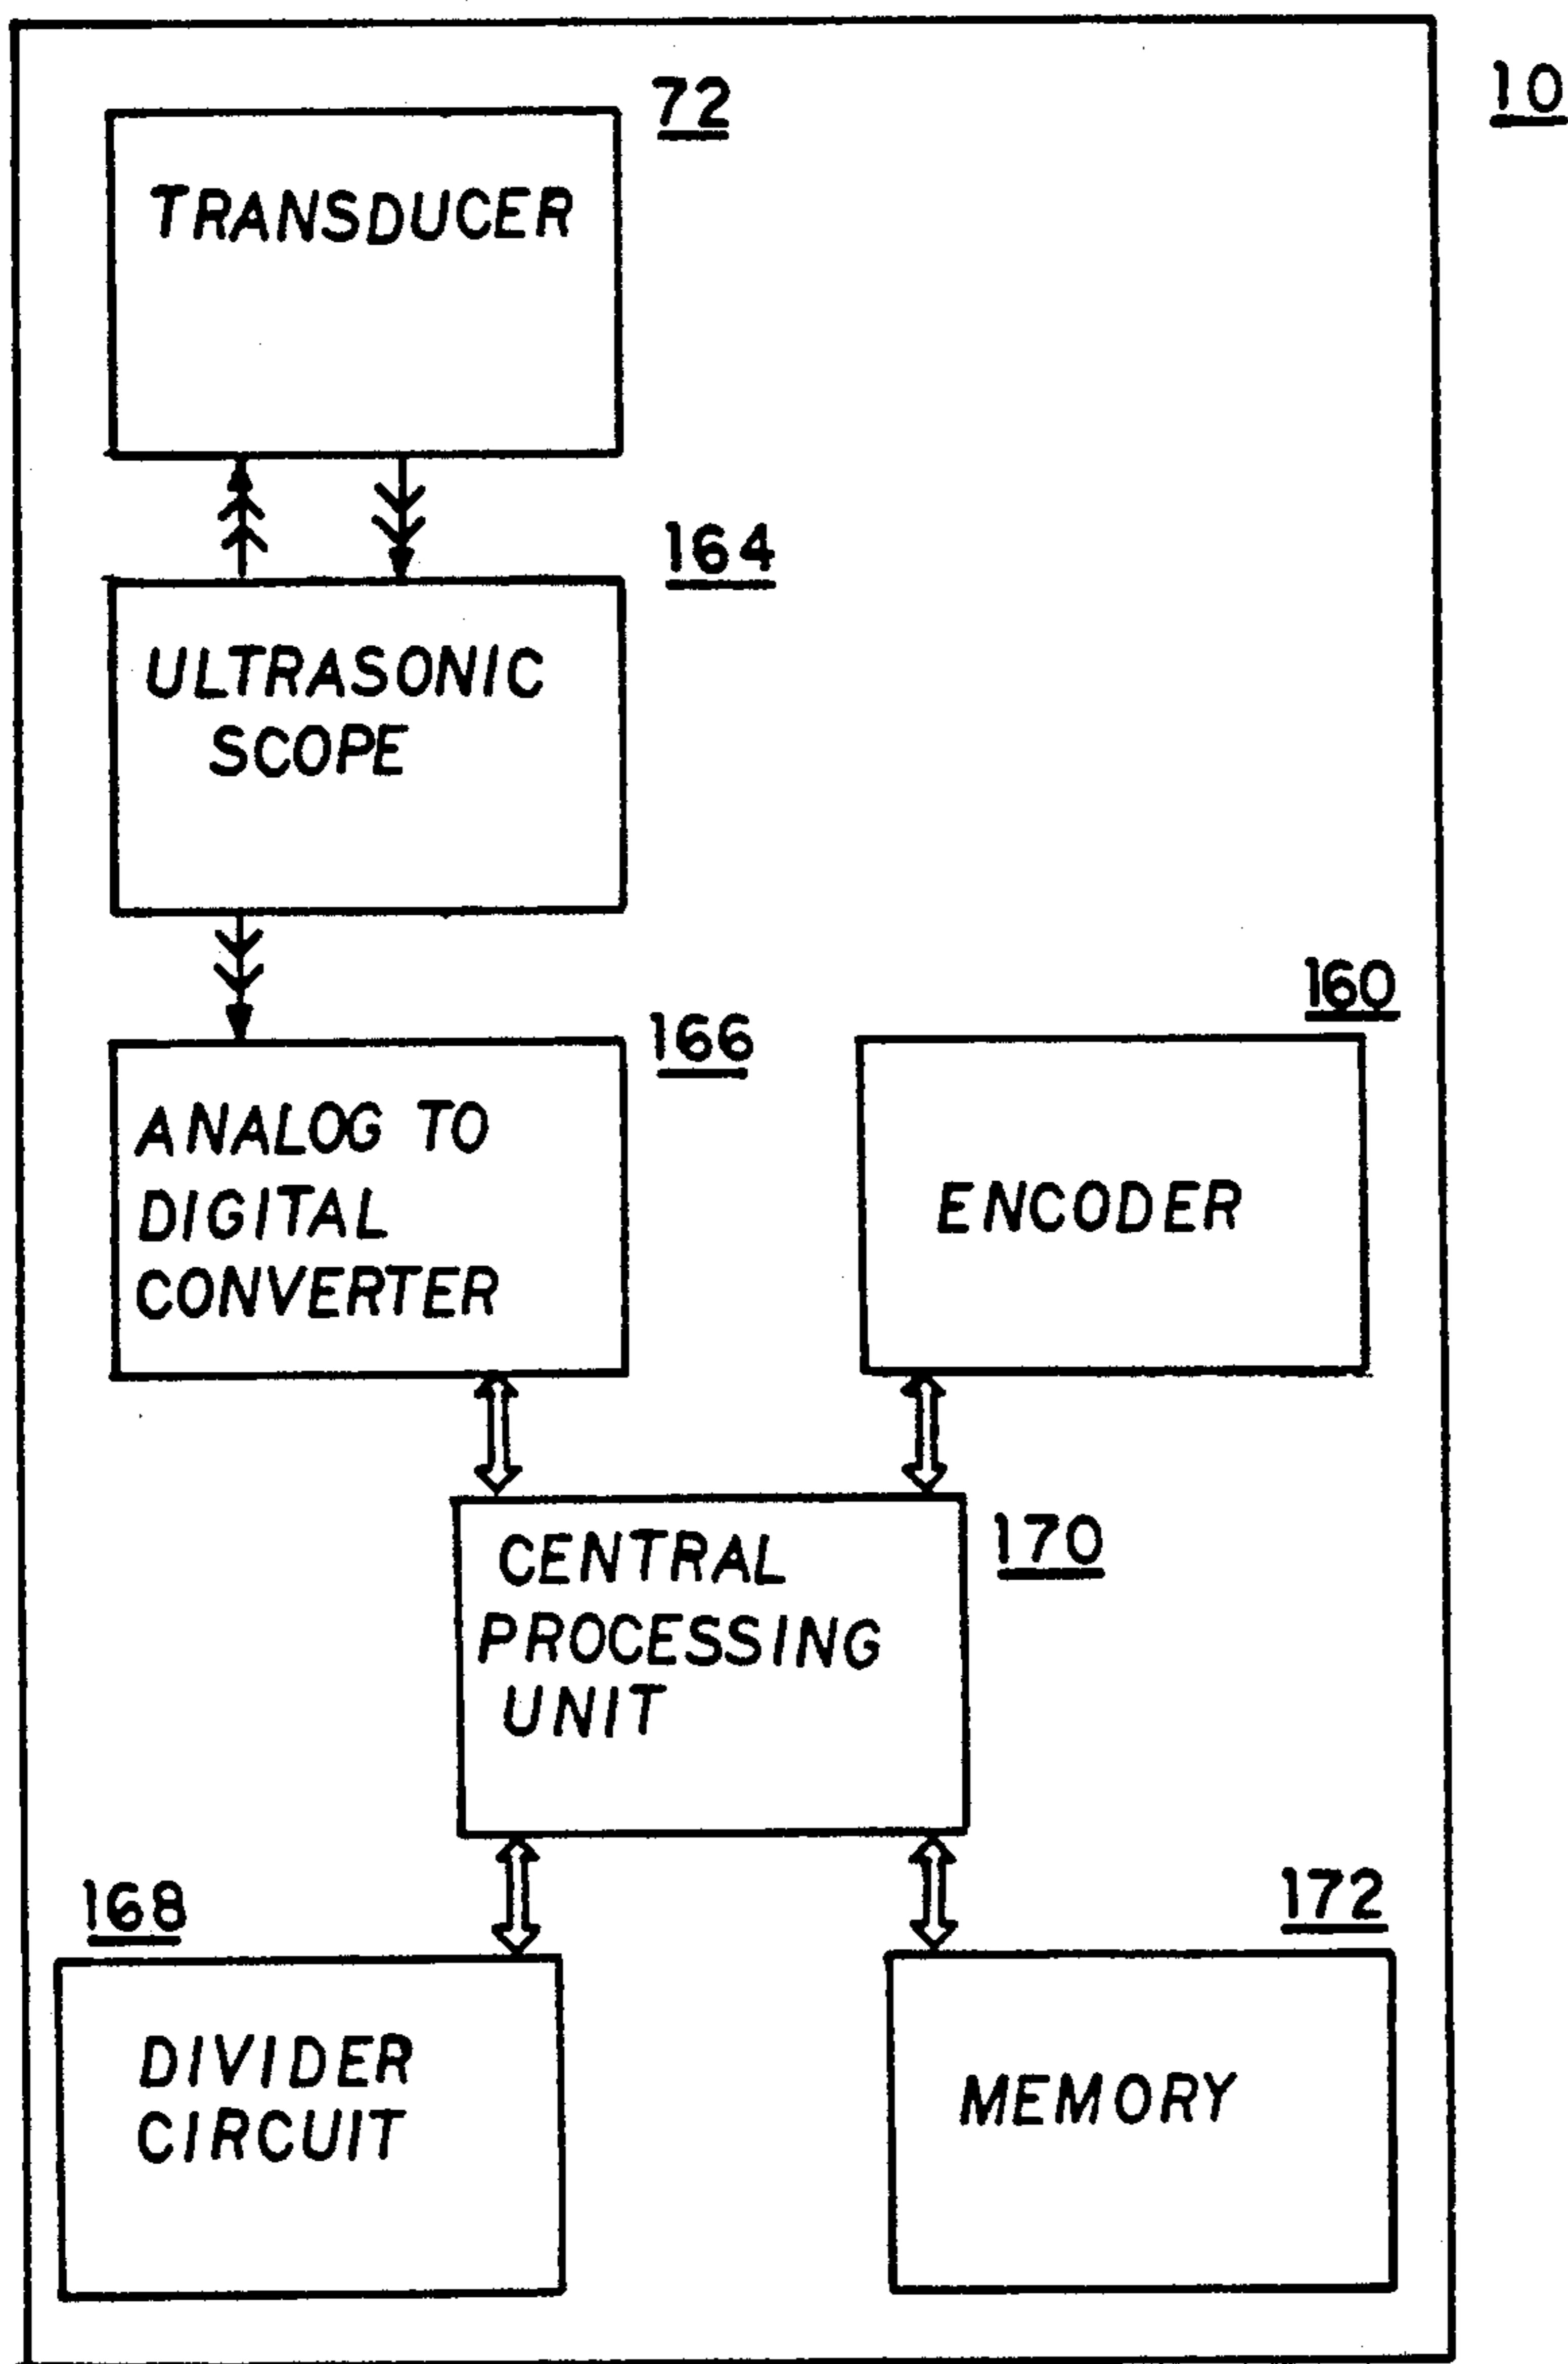 10
72
TRANSDUCER
164
ULTRASONIC
SCOPE
166
ANALOG TO
DIGITAL
CONVERTER
160
ENCODER
170
CENTRAL
PROCESSING
UNIT
168
DIVIDER
CIRCUIT
172
MEMORY